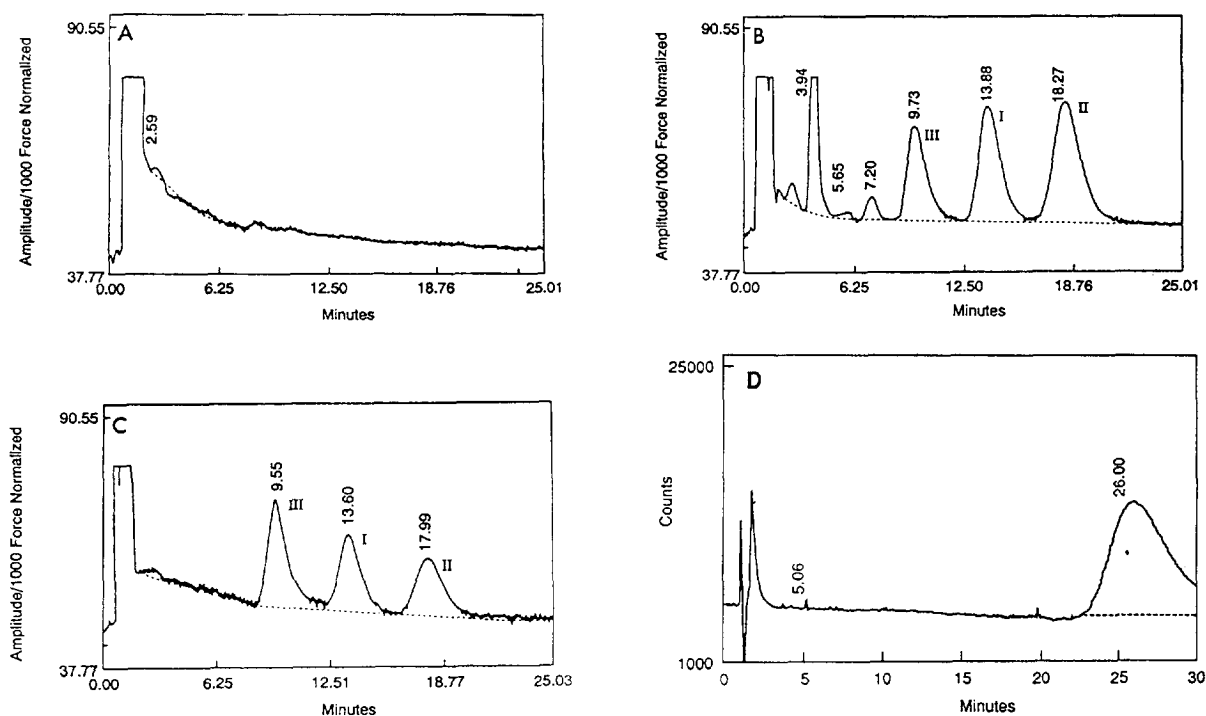 A
90.55
Amplitude/1000 Force Normalized
37.77
2.59
0.00 6.25 12.50 18.76 25.01
Minutes
B
90.55
Amplitude/1000 Force Normalized
37.77
3.94
5.65
7.20
9.73
III
13.88
I
18.27
II
0.00 6.25 12.50 18.76 25.01
Minutes
C
90.55
Amplitude/1000 Force Normalized
37.77
9.55
III
13.60
I
17.99
II
0.00 6.25 12.51 18.77 25.03
Minutes
D
25000
Counts
1000
5.06
26.00
0 5 10 15 20 25 30
Minutes